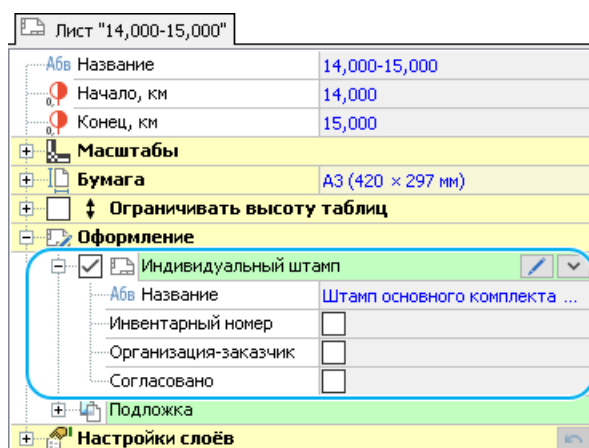 Лист "14,000-15,000"
Абв Название 14,000-15,000
0, Начало, км 14,000
0, Конец, км 15,000
Масштабы
Бумага А3 (420 × 297 мм)
Ограничивать высоту таблиц
Оформление
Индивидуальный штамп
Абв Название Штамп основного комплекта ...
Инвентарный номер
Организация-заказчик
Согласовано
Подложка
Настройки слоёв